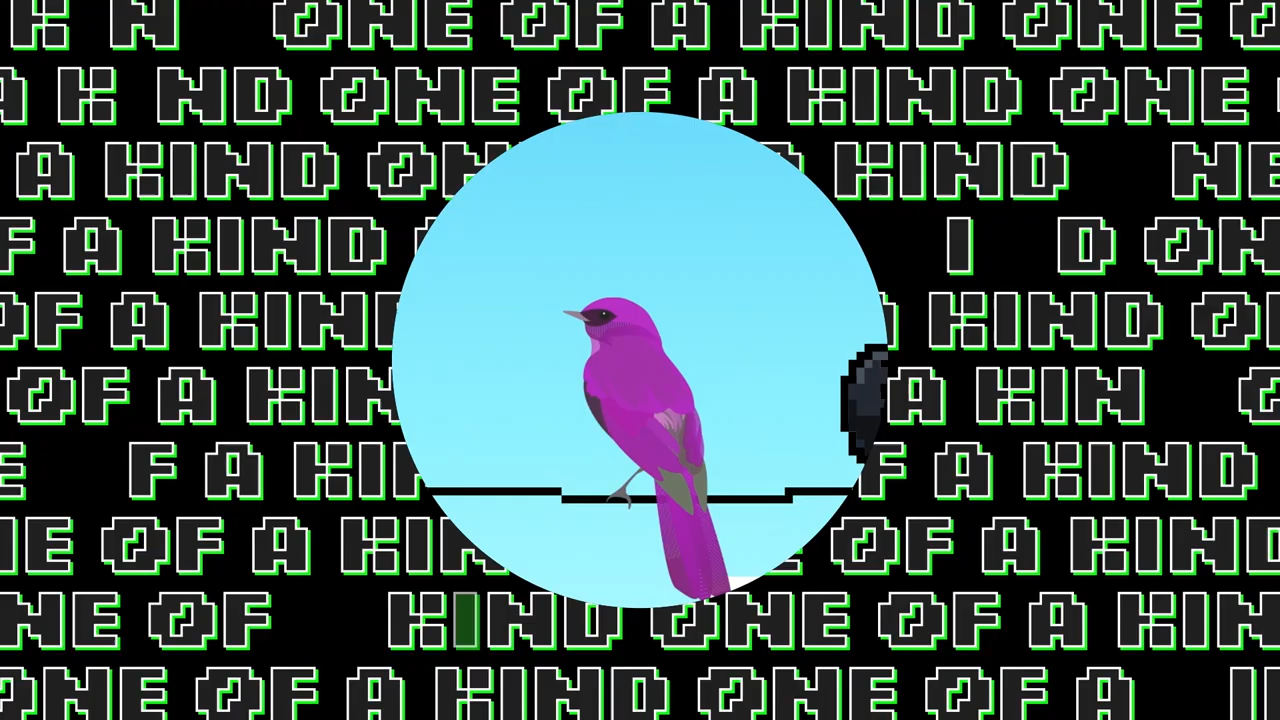 K N ONE OF A KIND ONE O
A K ND ONE OF A KIND ONE
A KIND ON KIND NE
F A KIND I D ON
OF A KIN KIND O
OF A KIN A KIN O
E F A KI F A KIND
NE OF A KIN E OF A KIND
NE OF KIND ONE OF A KIN
ONE OF A KIND ONE OF A I